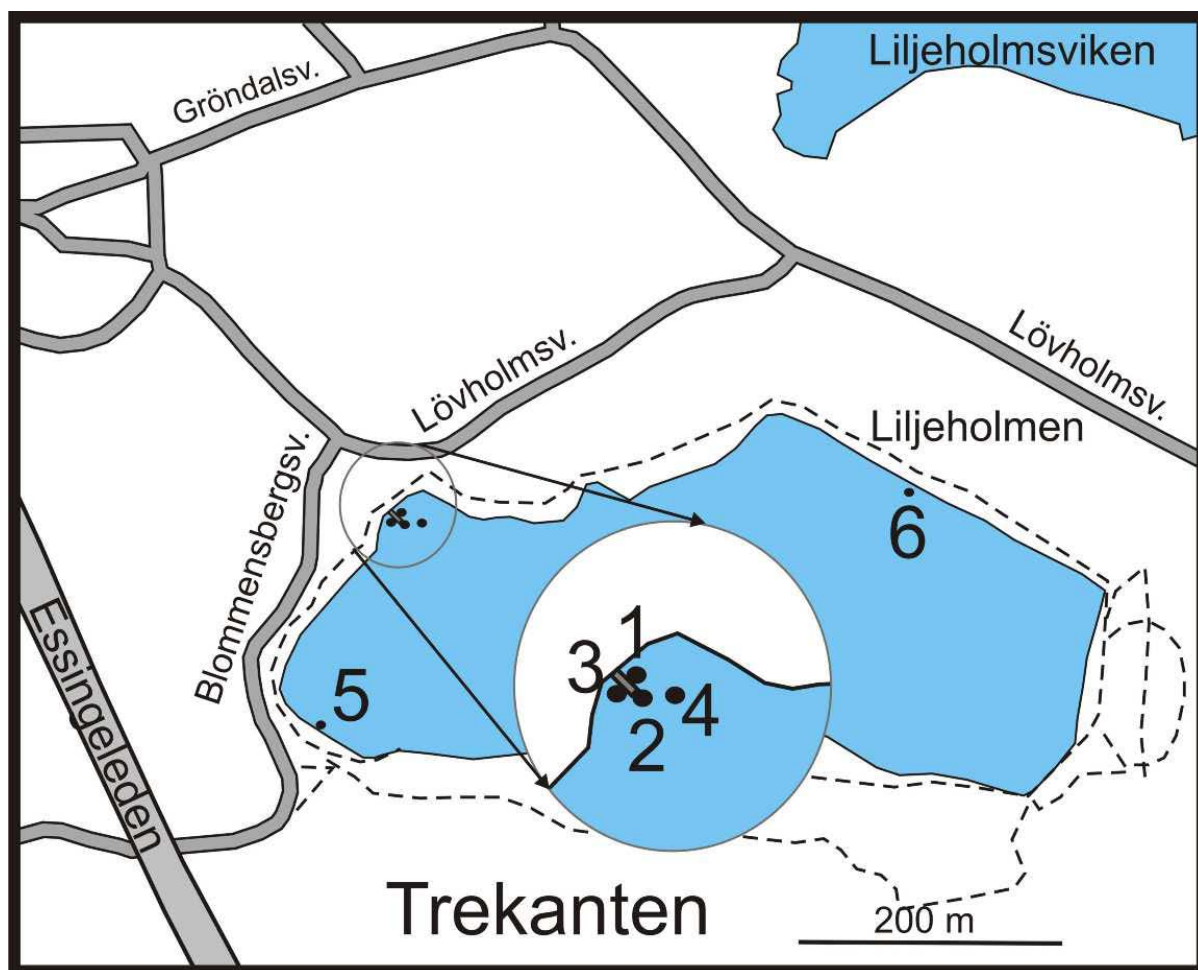 Liljeholmsviken
Gröndalsv.
Lövholmsv.
Lövholmsv.
Liljeholmen
Blommensbergsv.
6
Essingeleden
1
3
5
4
2
Trekanten
200 m